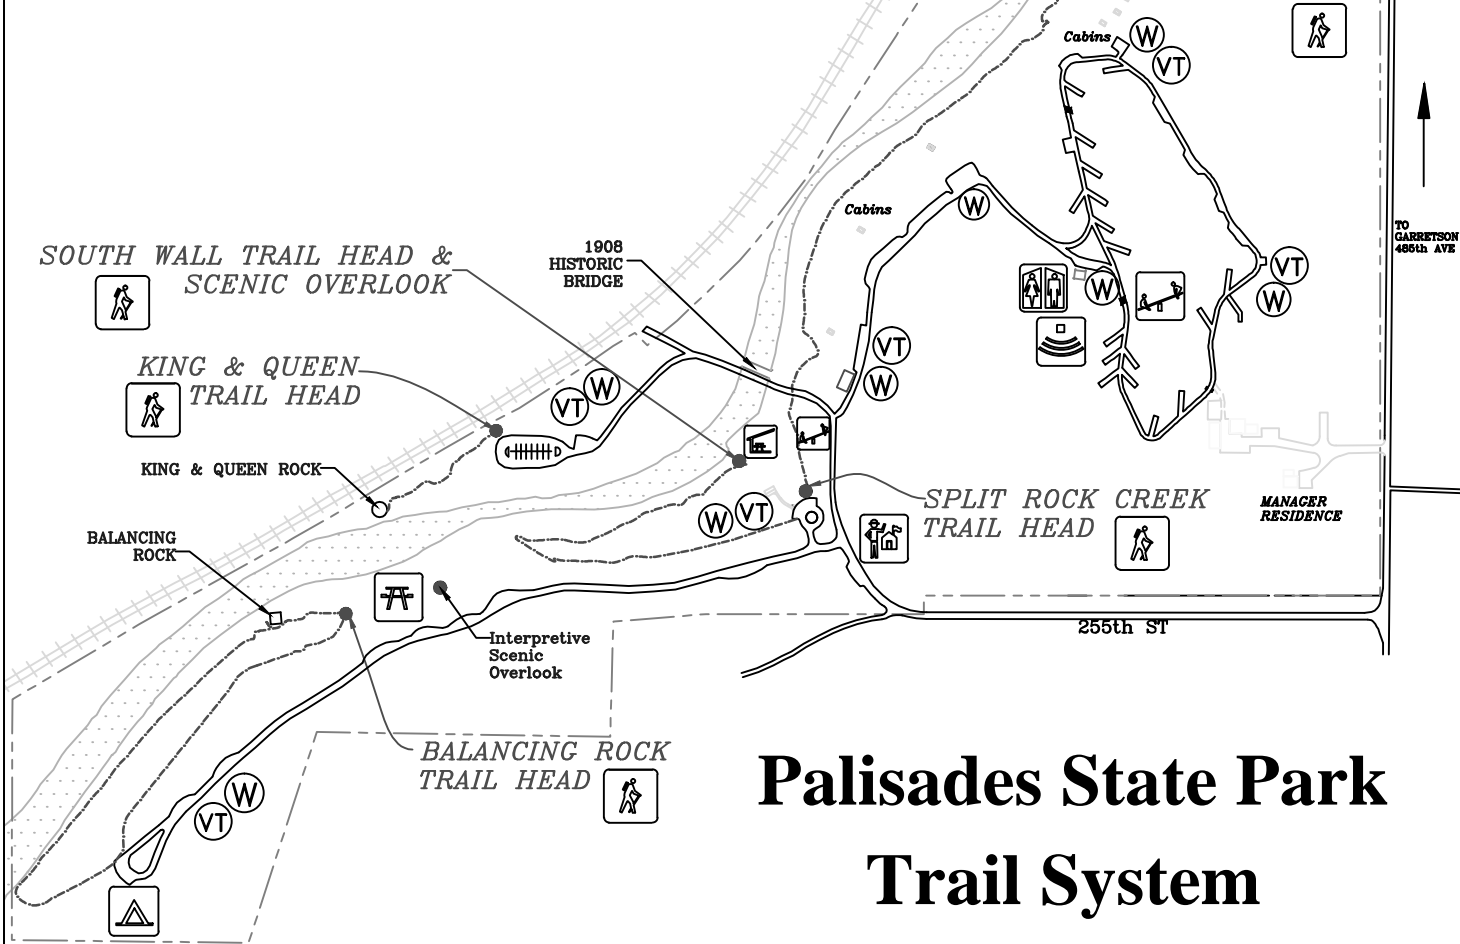 Cabins
W
VT
Cabins
W
TO
GARRETSON
485th AVE
1908
HISTORIC
BRIDGE
SOUTH WALL TRAIL HEAD &
SCENIC OVERLOOK
W
VT
W
VT
W
KING & QUEEN
TRAIL HEAD
VT
W
KING & QUEEN ROCK
SPLIT ROCK CREEK
TRAIL HEAD
MANAGER
RESIDENCE
W
VT
BALANCING
ROCK
255th ST
Interpretive
Scenic
Overlook
BALANCING ROCK
TRAIL HEAD
W
VT
Palisades State Park
Trail System